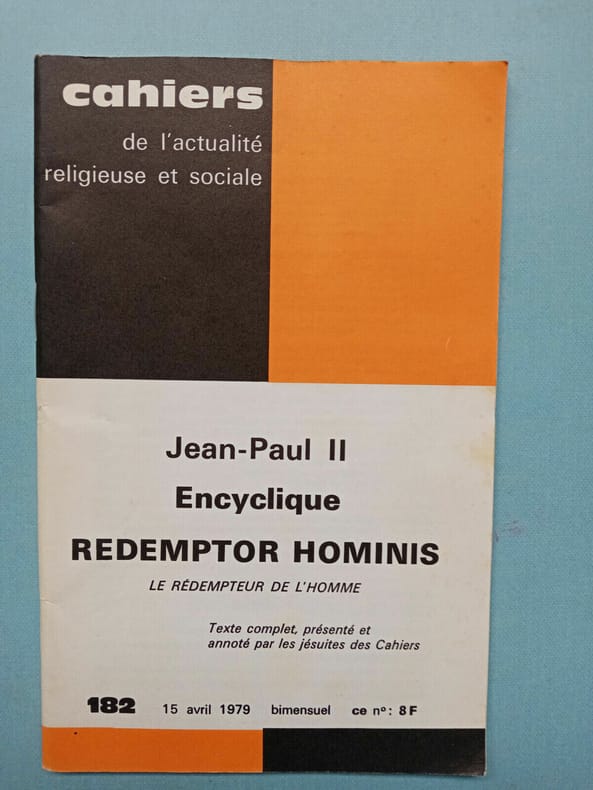 cahiers
de l'actualité
religieuse et sociale
Jean-Paul II
Encyclique
REDEMPTOR HOMINIS
LE RÉDEMPTEUR DE L'HOMME
Texte complet, présenté et
annoté par les jésuites des Cahiers
182 15 avril 1979 bimensuel ce nº: 8 F